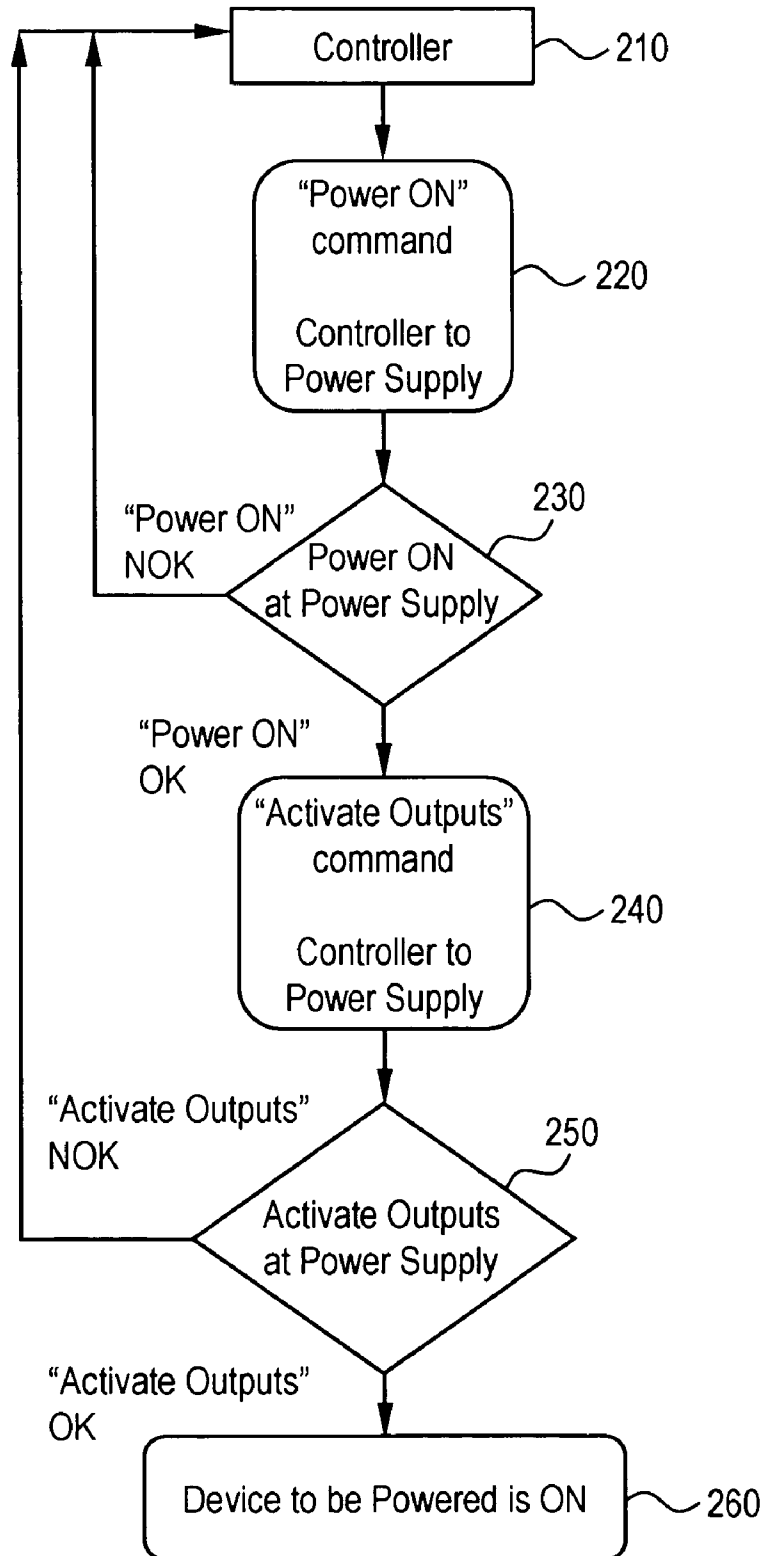 Controller
210
“Power ON”
command
Controller to
Power Supply
220
230
“Power ON”
NOK
Power ON
at Power Supply
“Power ON”
OK
“Activate Outputs”
command
Controller to
Power Supply
240
“Activate Outputs”
NOK
250
Activate Outputs
at Power Supply
“Activate Outputs”
OK
Device to be Powered is ON
260